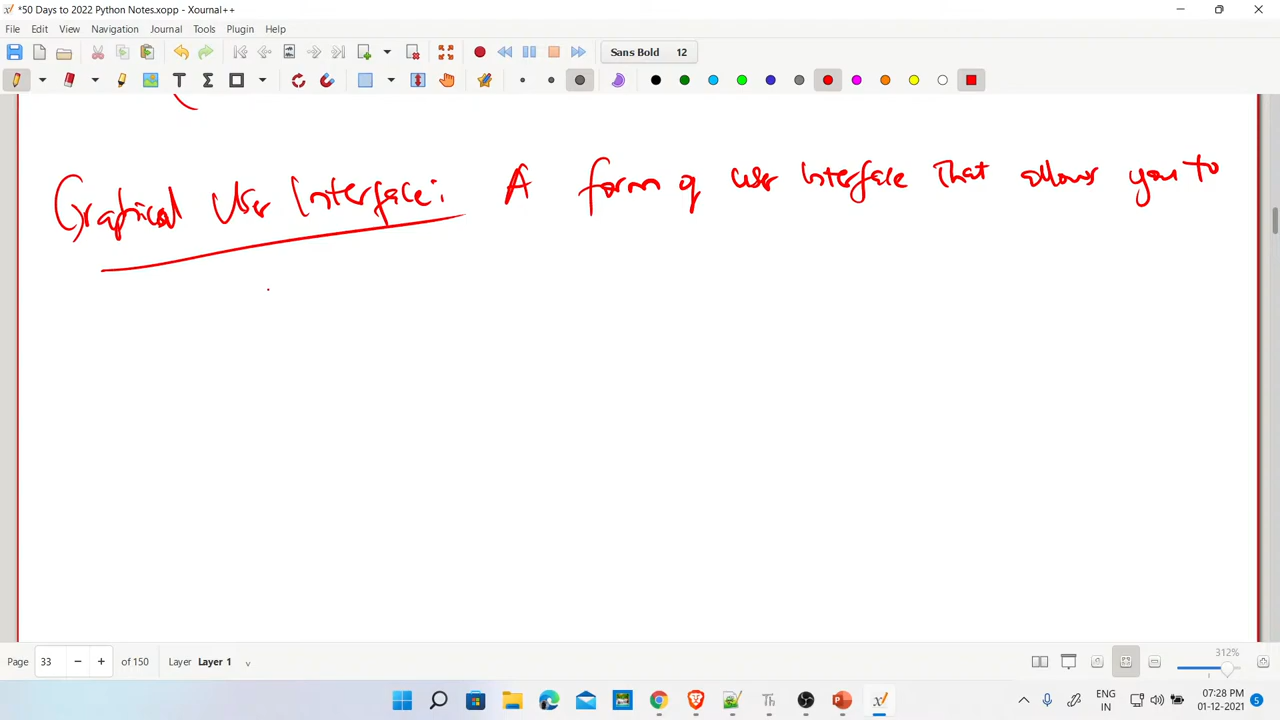 *50 Days to 2022 Python Notes.xopp - Xournal++
File Edit View Navigation Journal Tools Plugin Help
Sans Bold 12
Graphical User Interface: A form of user interface that allows you to
Page 33 of 150 Layer Layer 1 312%
ENG 07:28 PM
IN 01-12-2021 5